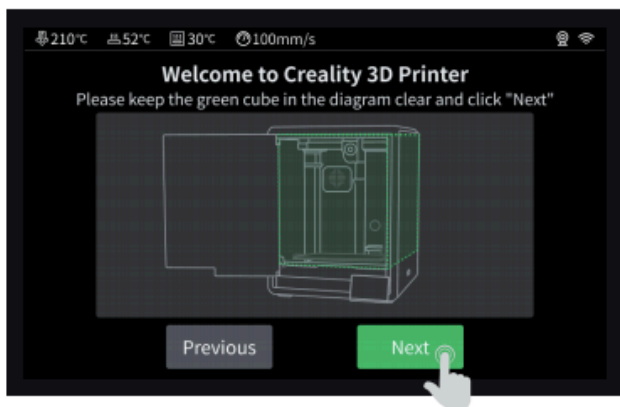 210℃ 52℃ 30℃ 100mm/s
Welcome to Creality 3D Printer
Please keep the green cube in the diagram clear and click "Next"
Previous Next